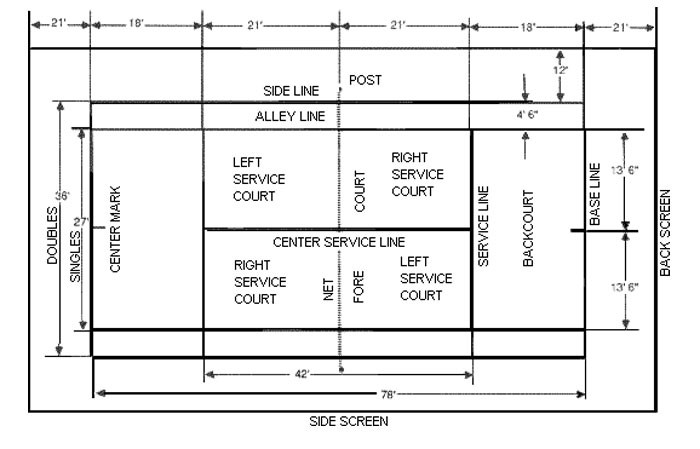 21' 18' 21' 21' 18" 21'
12'
POST
SIDE LINE
ALLEY LINE
4' 6"
LEFT
SERVICE
COURT
RIGHT
SERVICE
COURT
COURT
SERVICE LINE
BACKCOURT
13' 6"
BASE LINE
BACK SCREEN
DOUBLES
36'
SINGLES
27'
CENTER MARK
CENTER SERVICE LINE
RIGHT
SERVICE
COURT
NET
FORE
LEFT
SERVICE
COURT
13' 6"
42'
78'
SIDE SCREEN